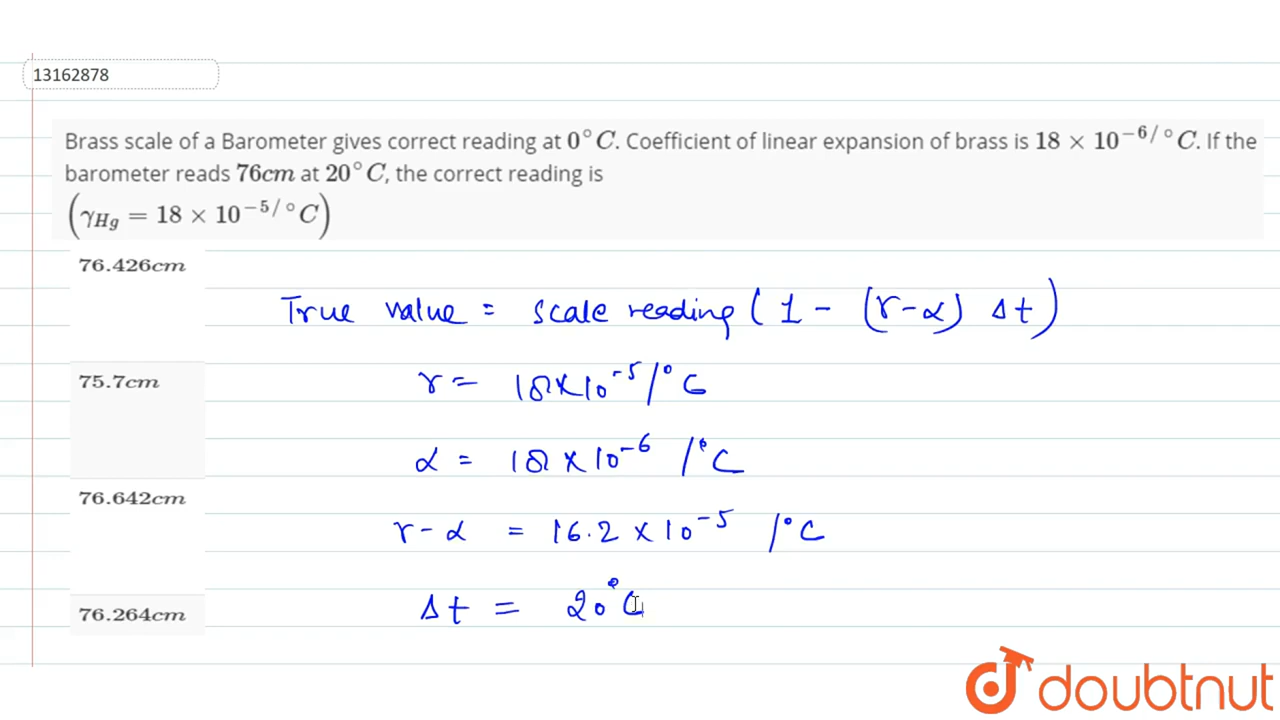 13162878
Brass scale of a Barometer gives correct reading at 0°C. Coefficient of linear expansion of brass is 18 × 10^−6/°C. If the
barometer reads 76cm at 20°C, the correct reading is
(γ_Hg = 18 × 10^−5/°C)
76.426cm
True value = scale reading (1 − (γ−α) Δt)
75.7cm
γ = 18×10^−5/°C
α = 18×10^−6 /°C
76.642cm
γ−α = 16.2×10^−5 /°C
76.264cm
Δt = 20°C
doubtnut